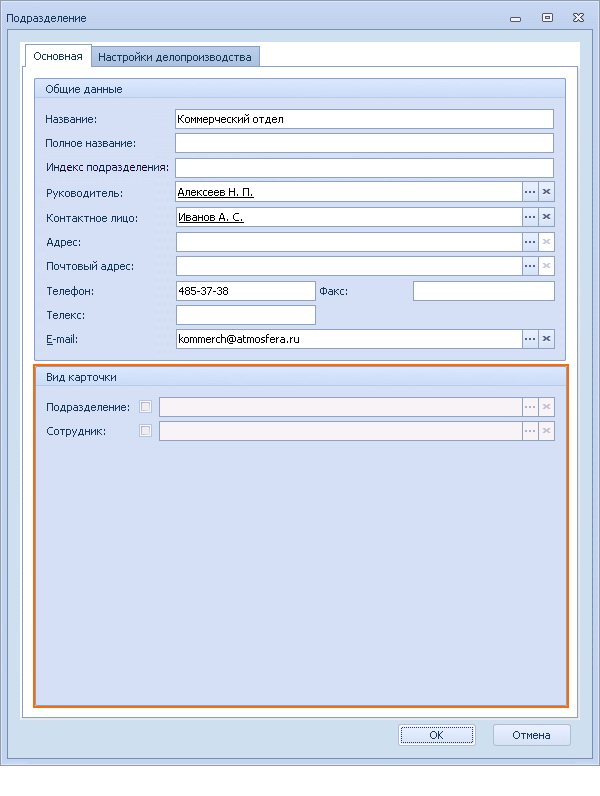 Подразделение
Основная Настройки делопроизводства
Общие данные
Название: Коммерческий отдел
Полное название:
Индекс подразделения:
Руководитель: Алексеев Н. П.
Контактное лицо: Иванов А. С.
Адрес:
Почтовый адрес:
Телефон: 485-37-38 Факс:
Телекс:
E-mail: kommerch@atmosfera.ru
Вид карточки
Подразделение:
Сотрудник:
OK Отмена